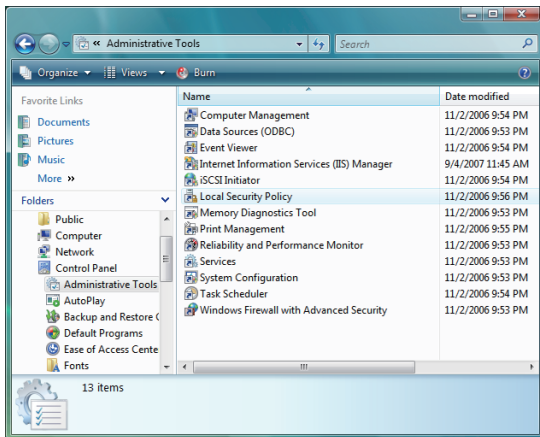 « Administrative Tools
Search
Organize Views Burn
Favorite Links
Documents
Pictures
Music
More »
Folders
Public
Computer
Network
Control Panel
Administrative Tools
AutoPlay
Backup and Restore C
Default Programs
Ease of Access Cente
Fonts
Name Date modified
Computer Management 11/2/2006 9:54 PM
Data Sources (ODBC) 11/2/2006 9:53 PM
Event Viewer 11/2/2006 9:54 PM
Internet Information Services (IIS) Manager 9/4/2007 11:45 AM
iSCSI Initiator 11/2/2006 9:54 PM
Local Security Policy 11/2/2006 9:56 PM
Memory Diagnostics Tool 11/2/2006 9:53 PM
Print Management 11/2/2006 9:55 PM
Reliability and Performance Monitor 11/2/2006 9:53 PM
Services 11/2/2006 9:53 PM
System Configuration 11/2/2006 9:53 PM
Task Scheduler 11/2/2006 9:54 PM
Windows Firewall with Advanced Security 11/2/2006 9:53 PM
13 items